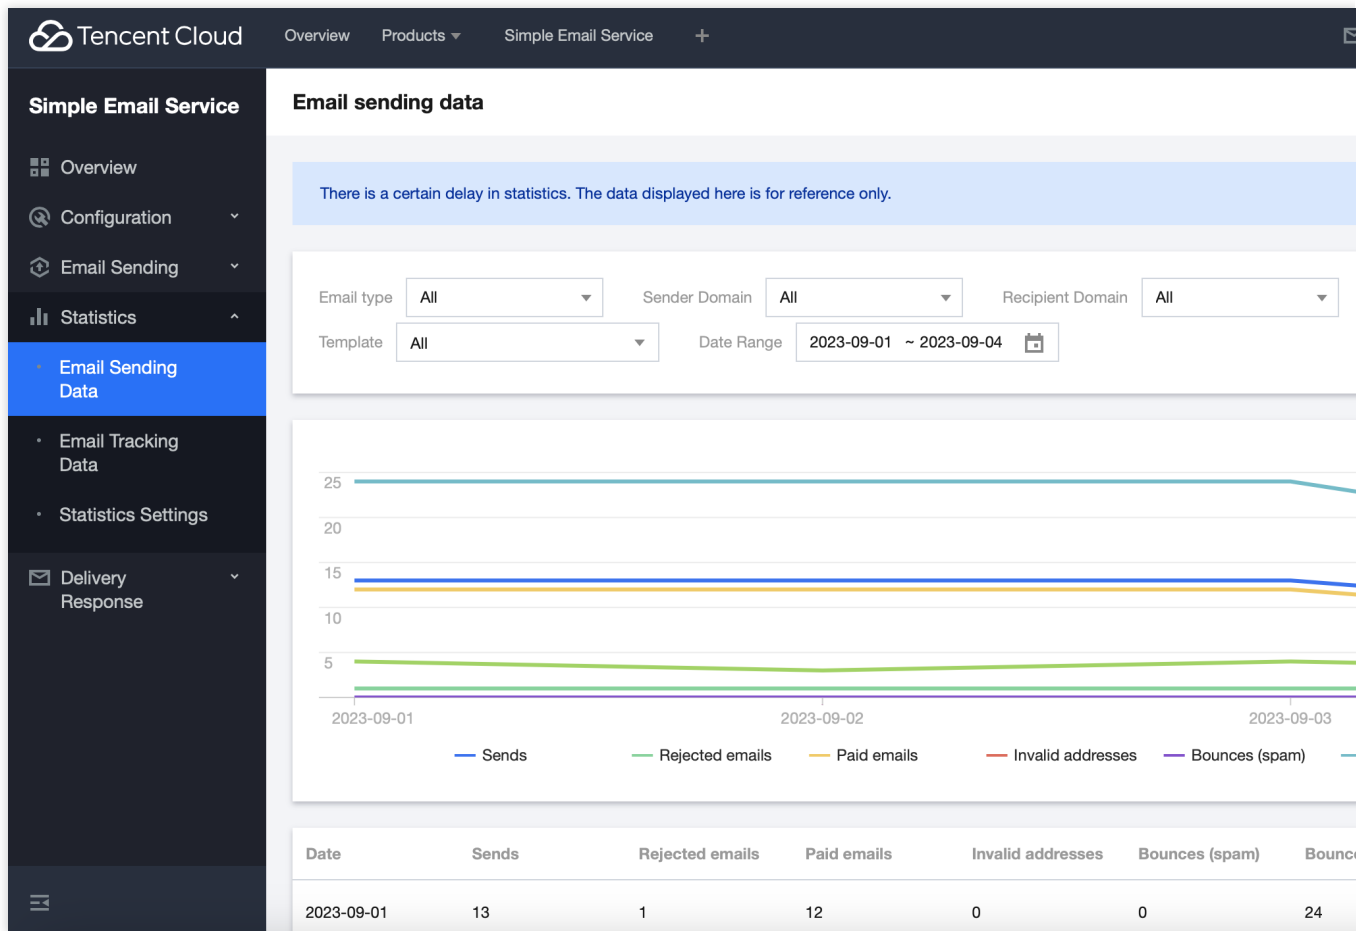 Tencent Cloud
Overview
Products
Simple Email Service
+
Simple Email Service
Overview
Configuration
Email Sending
Statistics
Email Sending
Data
Email Tracking
Data
Statistics Settings
Delivery
Response
Email sending data
There is a certain delay in statistics. The data displayed here is for reference only.
Email type All Sender Domain All Recipient Domain All
Template All Date Range 2023-09-01 ~ 2023-09-04
25
20
15
10
5
2023-09-01 2023-09-02 2023-09-03
Sends Rejected emails Paid emails Invalid addresses Bounces (spam)
Date Sends Rejected emails Paid emails Invalid addresses Bounces (spam) Bounc
2023-09-01 13 1 12 0 0 24